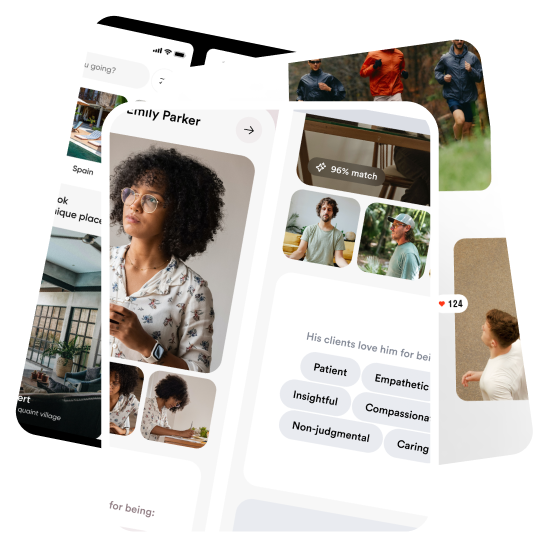 u going?
Emily Parker
Spain
ok
nique place
96% match
124
His clients love him for bei
Patient
Empathetic
Insightful
Compassiona
Non-judgmental
Caring
ert
quaint village
for being: